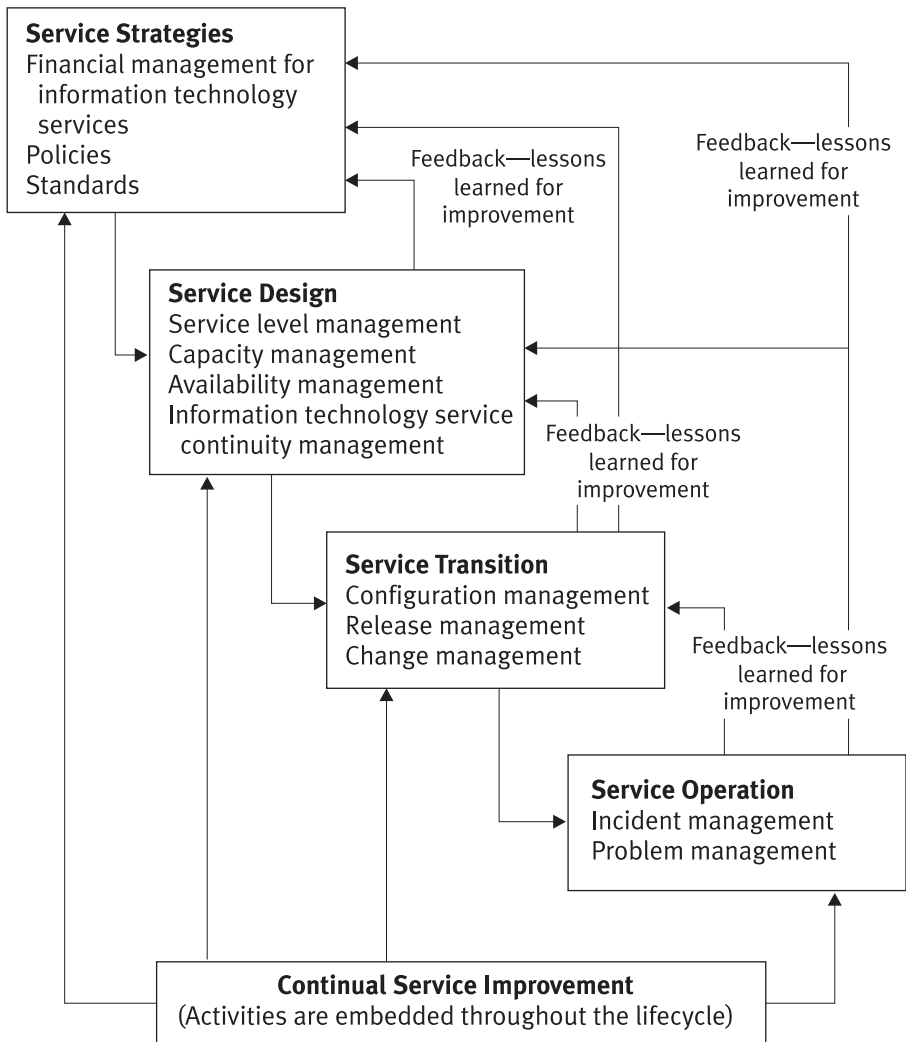 Service Strategies
Financial management for
information technology
services
Policies
Standards
Feedback—lessons
learned for
improvement
Feedback—lessons
learned for
improvement
Service Design
Service level management
Capacity management
Availability management
Information technology service
continuity management
Feedback—lessons
learned for
improvement
Service Transition
Configuration management
Release management
Change management
Feedback—lessons
learned for
improvement
Service Operation
Incident management
Problem management
Continual Service Improvement
(Activities are embedded throughout the lifecycle)